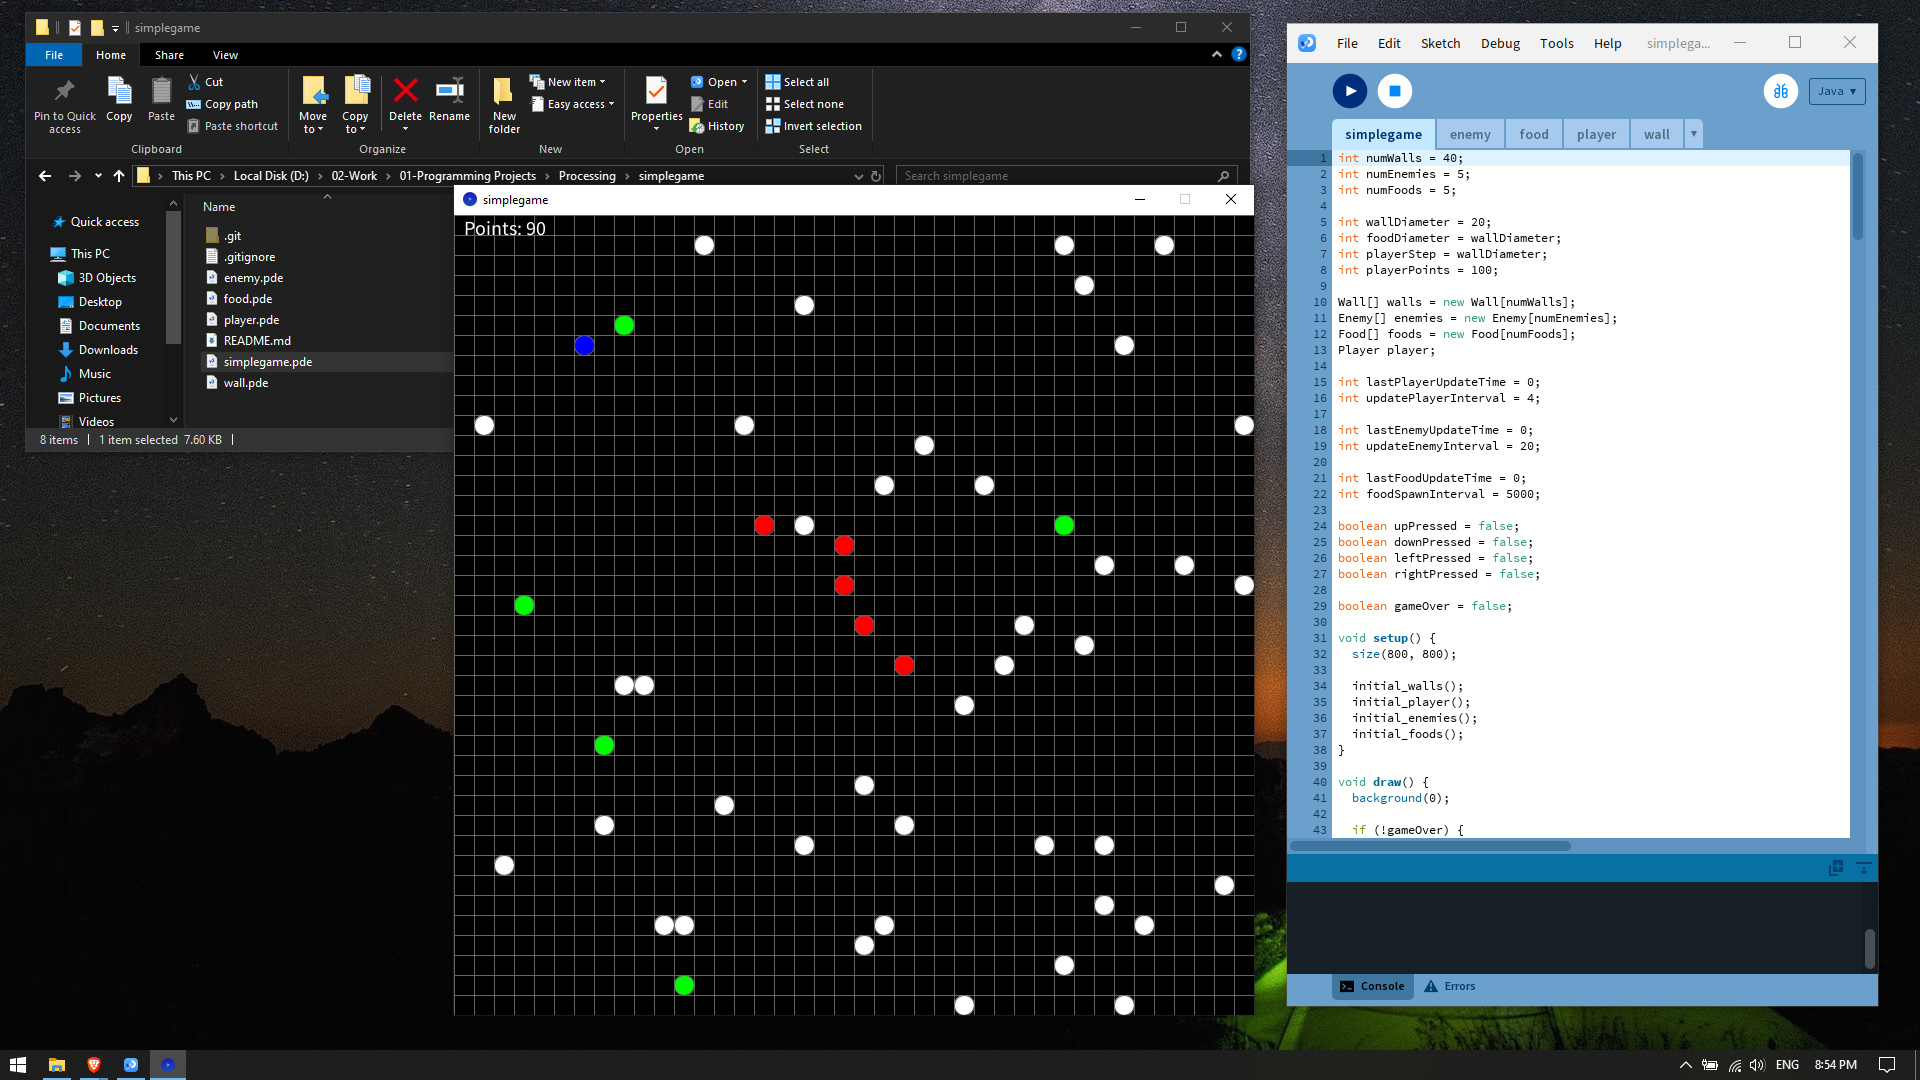 simplegame
File
Home
Share
View
Pin to Quick access
Copy
Paste
Cut
Copy path
Paste shortcut
Clipboard
Move to
Copy to
Delete
Rename
Organize
New folder
New item
Easy access
New
Properties
Open
Edit
History
Open
Select all
Select none
Invert selection
Select
This PC > Local Disk (D:) > 02-Work > 01-Programming Projects > Processing > simplegame
Search simplegame
Quick access
This PC
3D Objects
Desktop
Documents
Downloads
Music
Pictures
Videos
Name
.git
.gitignore
enemy.pde
food.pde
player.pde
README.md
simplegame.pde
wall.pde
8 items
1 item selected 7.60 KB
simplegame
Points: 90
File Edit Sketch Debug Tools Help simplega...
Java
simplegame enemy food player wall
1 int numWalls = 40;
2 int numEnemies = 5;
3 int numFoods = 5;
4
5 int wallDiameter = 20;
6 int foodDiameter = wallDiameter;
7 int playerStep = wallDiameter;
8 int playerPoints = 100;
9
10 Wall[] walls = new Wall[numWalls];
11 Enemy[] enemies = new Enemy[numEnemies];
12 Food[] foods = new Food[numFoods];
13 Player player;
14
15 int lastPlayerUpdateTime = 0;
16 int updatePlayerInterval = 4;
17
18 int lastEnemyUpdateTime = 0;
19 int updateEnemyInterval = 20;
20
21 int lastFoodUpdateTime = 0;
22 int foodSpawnInterval = 5000;
23
24 boolean upPressed = false;
25 boolean downPressed = false;
26 boolean leftPressed = false;
27 boolean rightPressed = false;
28
29 boolean gameOver = false;
30
31 void setup() {
32 size(800, 800);
33
34 initial_walls();
35 initial_player();
36 initial_enemies();
37 initial_foods();
38 }
39
40 void draw() {
41 background(0);
42
43 if (!gameOver) {
Console
Errors
ENG
8:54 PM